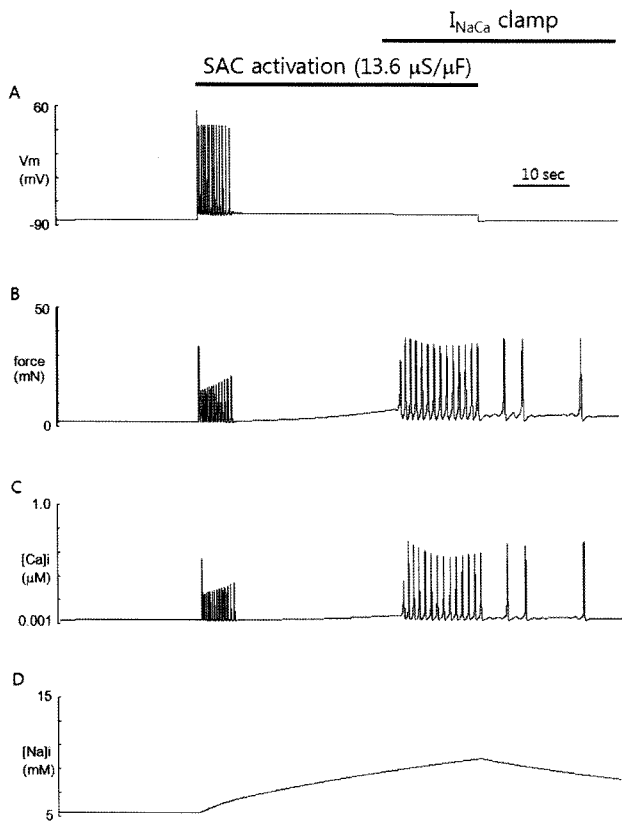 I_NaCa clamp
SAC activation (13.6 μS/μF)
A
60
Vm
(mV)
-90
10 sec
B
50
force
(mN)
0
C
1.0
[Ca]i
(μM)
0.001
D
15
[Na]i
(mM)
5